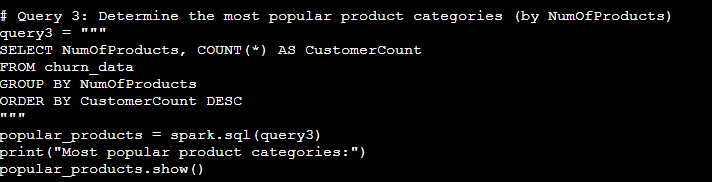 # Query 3: Determine the most popular product categories (by NumOfProducts)
query3 = """
SELECT NumOfProducts, COUNT(*) AS CustomerCount
FROM churn_data
GROUP BY NumOfProducts
ORDER BY CustomerCount DESC
"""
popular_products = spark.sql(query3)
print("Most popular product categories:")
popular_products.show()